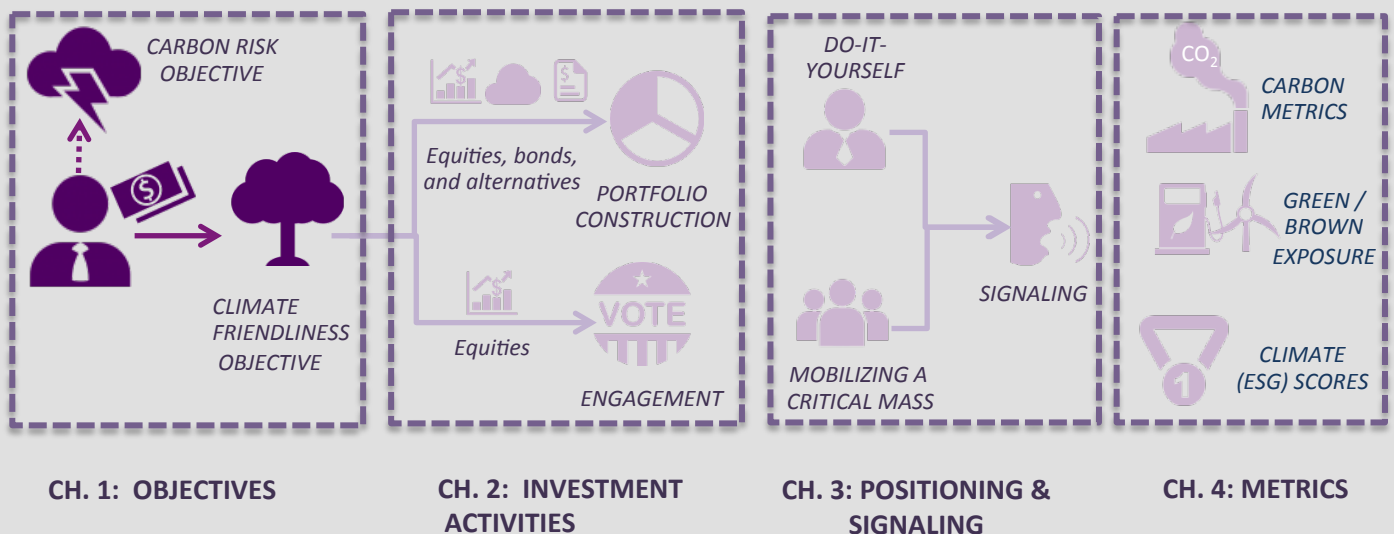 CARBON RISK
OBJECTIVE
CLIMATE
FRIENDLINESS
OBJECTIVE
Equities, bonds,
and alternatives
PORTFOLIO
CONSTRUCTION
Equities
VOTE
ENGAGEMENT
DO-IT-
YOURSELF
SIGNALING
MOBILIZING A
CRITICAL MASS
CO₂
CARBON
METRICS
GREEN /
BROWN
EXPOSURE
1
CLIMATE
(ESG) SCORES
CH. 1: OBJECTIVES
CH. 2: INVESTMENT
ACTIVITIES
CH. 3: POSITIONING &
SIGNALING
CH. 4: METRICS